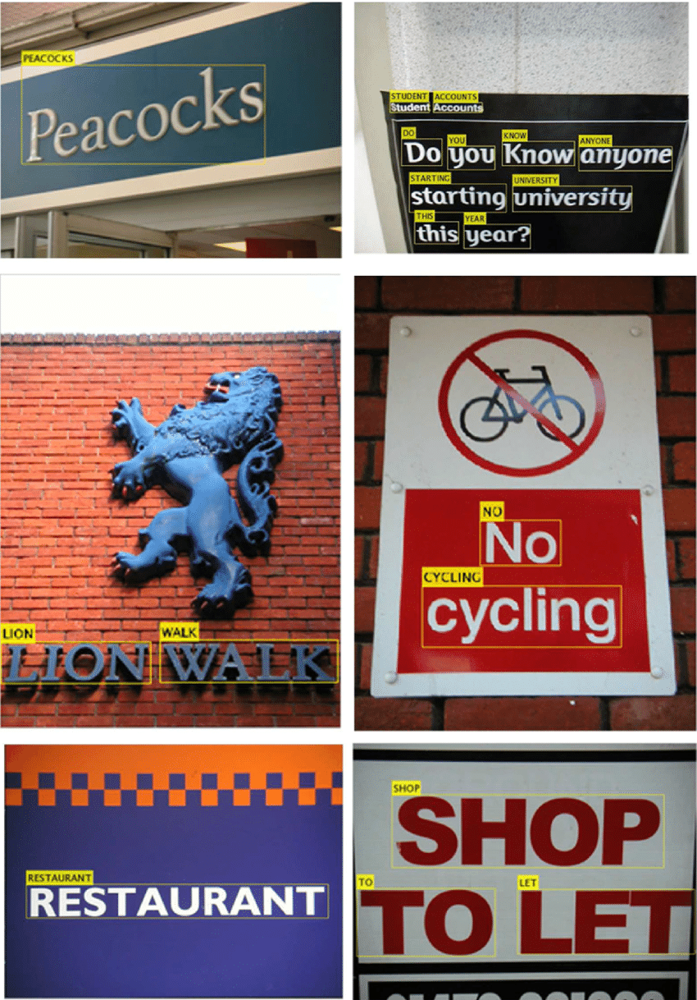 PEACOCKS
Peacocks
STUDENT ACCOUNTS
Student Accounts
DO YOU KNOW ANYONE
Do you Know anyone
STARTING UNIVERSITY
starting university
THIS YEAR
this year?
LION WALK
LION WALK
NO
No
CYCLING
cycling
RESTAURANT
RESTAURANT
SHOP
SHOP
TO LET
TO LET